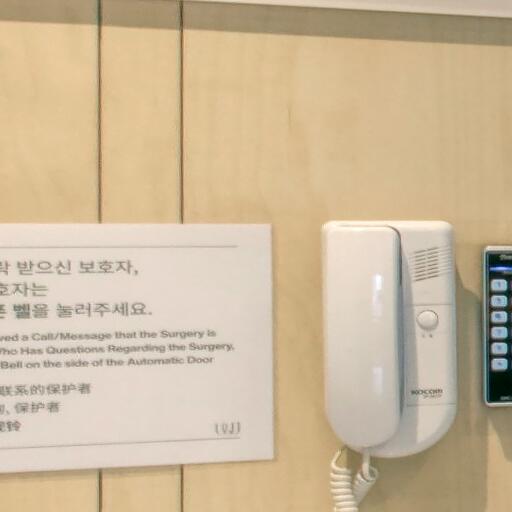 락 받으신 보호자,
호자는
폰 벨을 눌러주세요.
ved a Call/Message that the Surgery is
Who Has Questions Regarding the Surgery,
Bell on the side of the Automatic Door
联系的保护者
, 保护者
铃
KOCOM